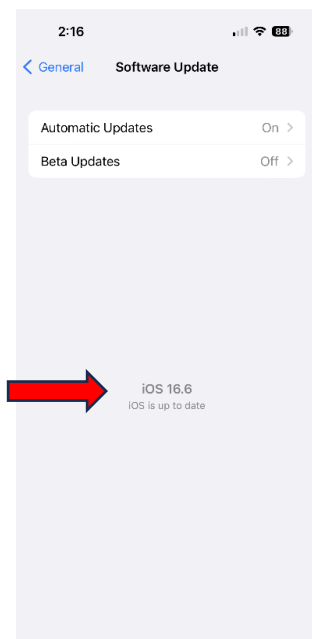 2:16
88
General
Software Update
Automatic Updates
On
Beta Updates
Off
iOS 16.6
iOS is up to date